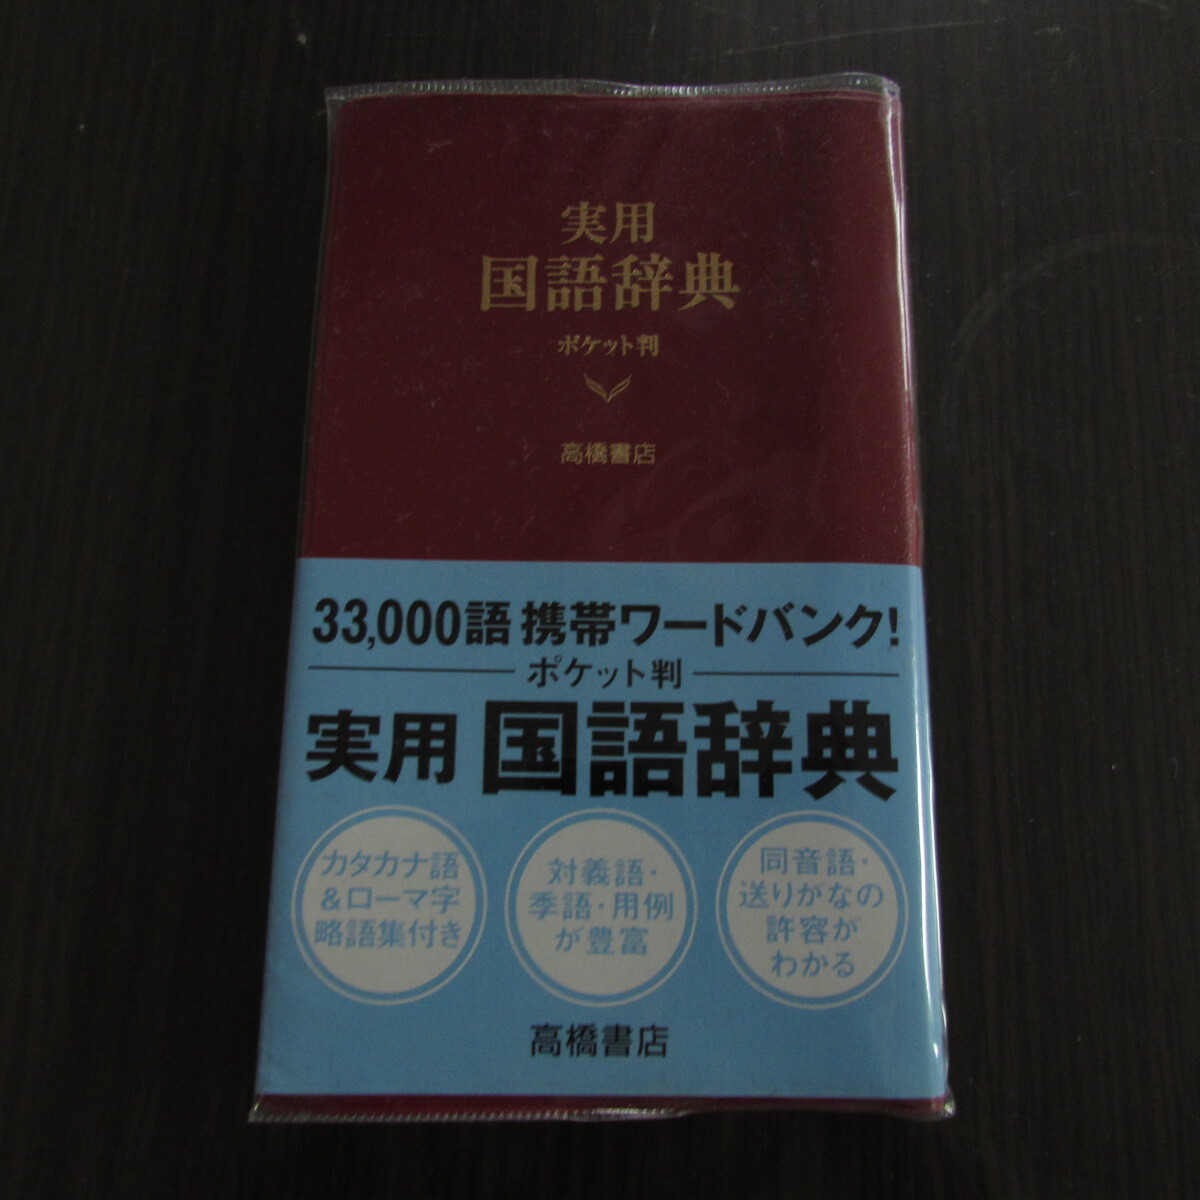 実用
国語辞典
ポケット判
高橋書店
33,000語 携帯ワードバンク!
ポケット判
実用 国語辞典
カタカナ語
&ローマ字
略語集付き
対義語・
季語・用例
が豊富
同音語・
送りがなの
許容が
わかる
高橋書店